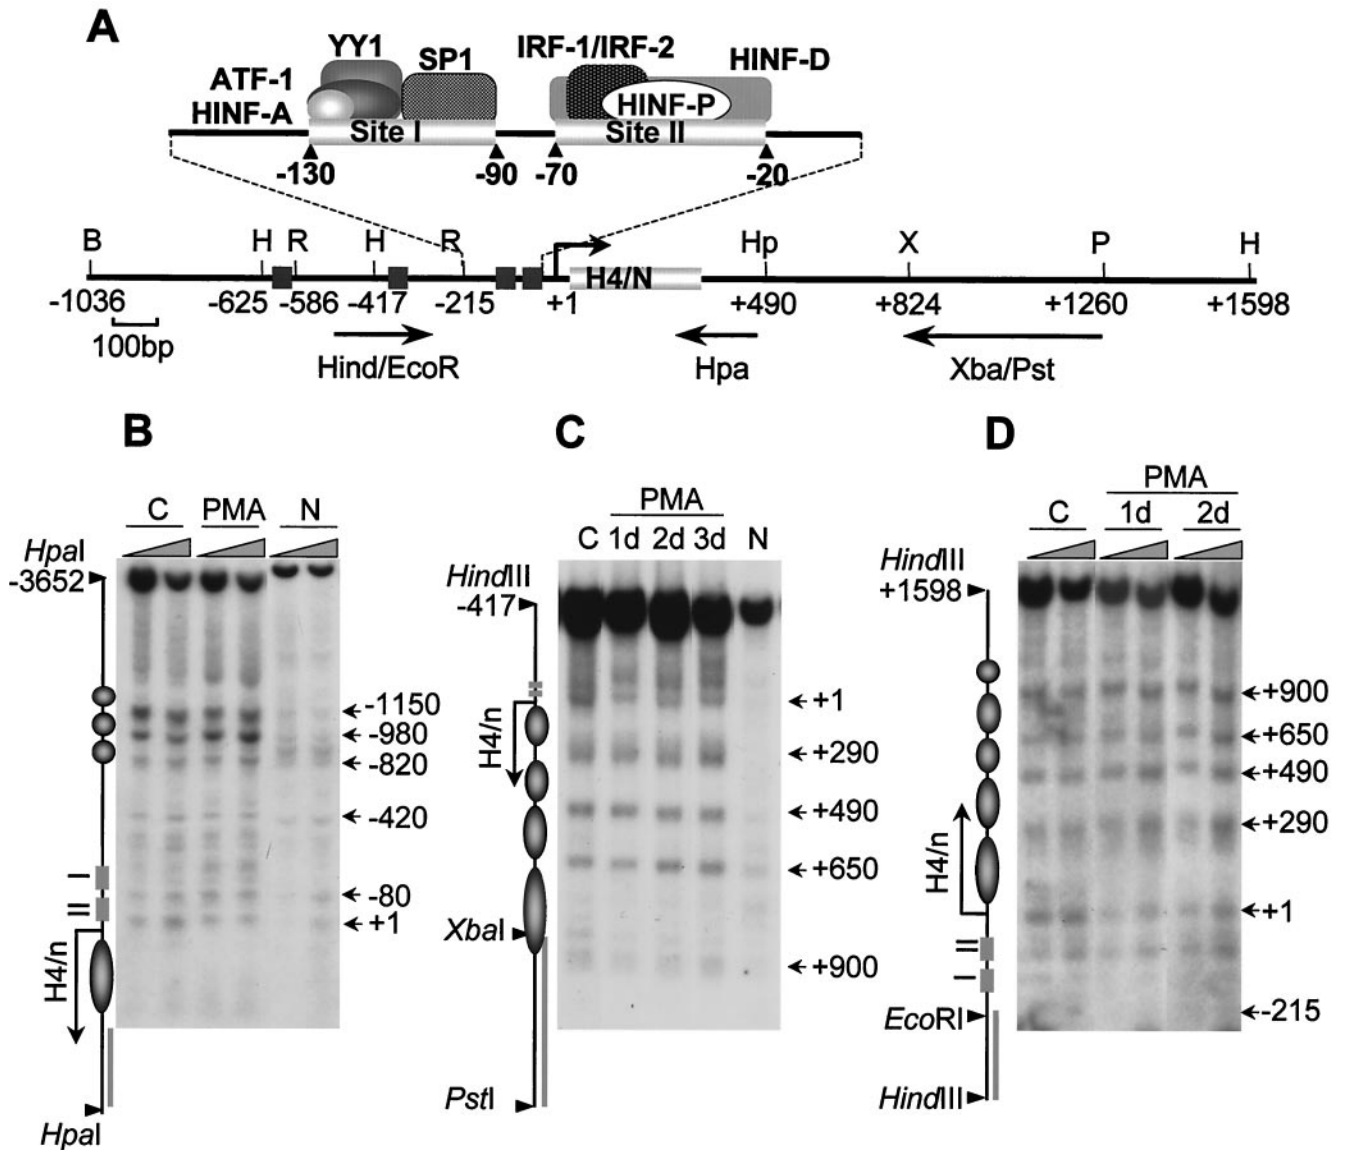 A
YY1
SP1
IRF-1/IRF-2
HINF-D
ATF-1
HINF-A
HINF-P
Site I
Site II
-130
-90
-70
-20
B H R H R Hp X P H
H4/N
-1036
-625
-586
-417
-215
+1
+490
+824
+1260
+1598
100bp
Hind/EcoR
Hpa
Xba/Pst
B
C PMA N
HpaI
-3652
-1150
-980
-820
-420
-80
+1
I
II
H4/n
HpaI
C
PMA
C 1d 2d 3d N
HindIII
-417
H4/n
+1
+290
+490
+650
+900
XbaI
PstI
D
PMA
C 1d 2d
HindIII
+1598
+900
+650
+490
+290
+1
-215
H4/n
II
I
EcoRI
HindIII